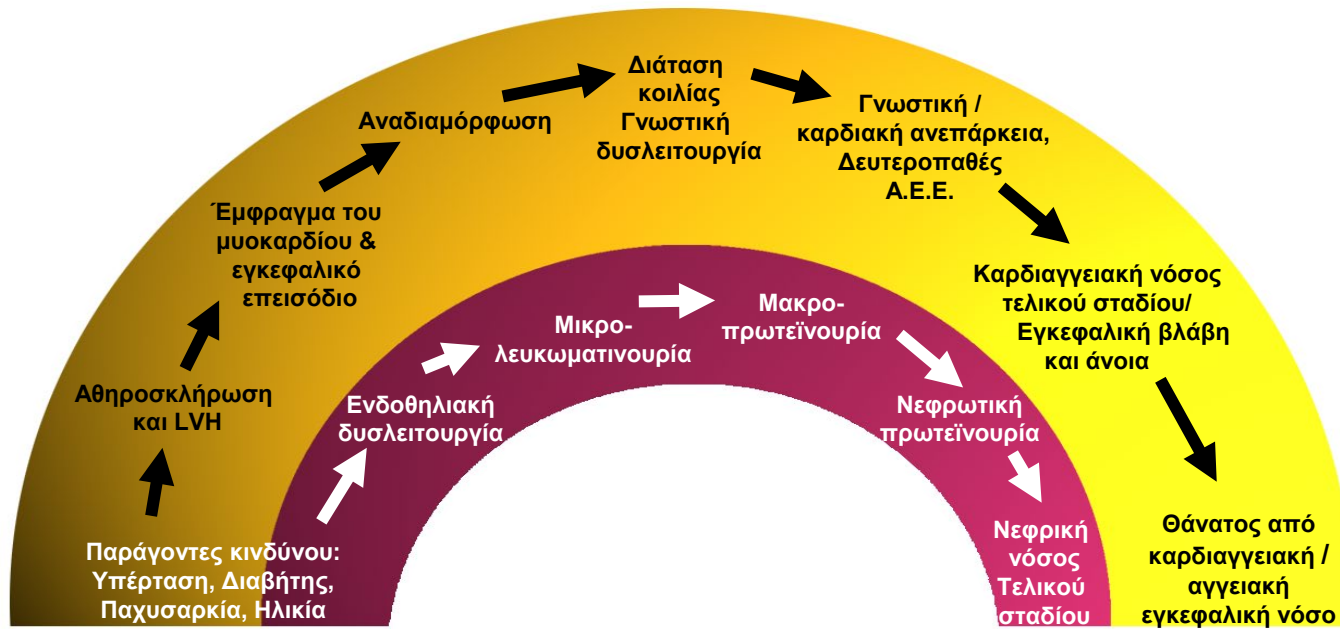 Παράγοντες κινδύνου:
Υπέρταση, Διαβήτης,
Παχυσαρκία, Ηλικία
Αθηροσκλήρωση
και LVH
Έμφραγμα του
μυοκαρδίου &
εγκεφαλικό
επεισόδιο
Αναδιαμόρφωση
Διάταση
κοιλίας
Γνωστική
δυσλειτουργία
Γνωστική /
καρδιακή ανεπάρκεια,
Δευτεροπαθές
Α.Ε.Ε.
Καρδιαγγειακή νόσος
τελικού σταδίου/
Εγκεφαλική βλάβη
και άνοια
Θάνατος από
καρδιαγγειακή /
αγγειακή
εγκεφαλική νόσο
Ενδοθηλιακή
δυσλειτουργία
Μικρο-
λευκωματινουρία
Μακρο-
πρωτεϊνουρία
Νεφρωτική
πρωτεϊνουρία
Νεφρική
νόσος
Τελικού
σταδίου